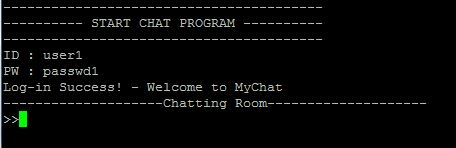 ----------------------------------------
---------- START CHAT PROGRAM ----------
----------------------------------------
ID : user1
PW : passwd1
Log-in Success! - Welcome to MyChat
--------------------Chatting Room--------------------
>>